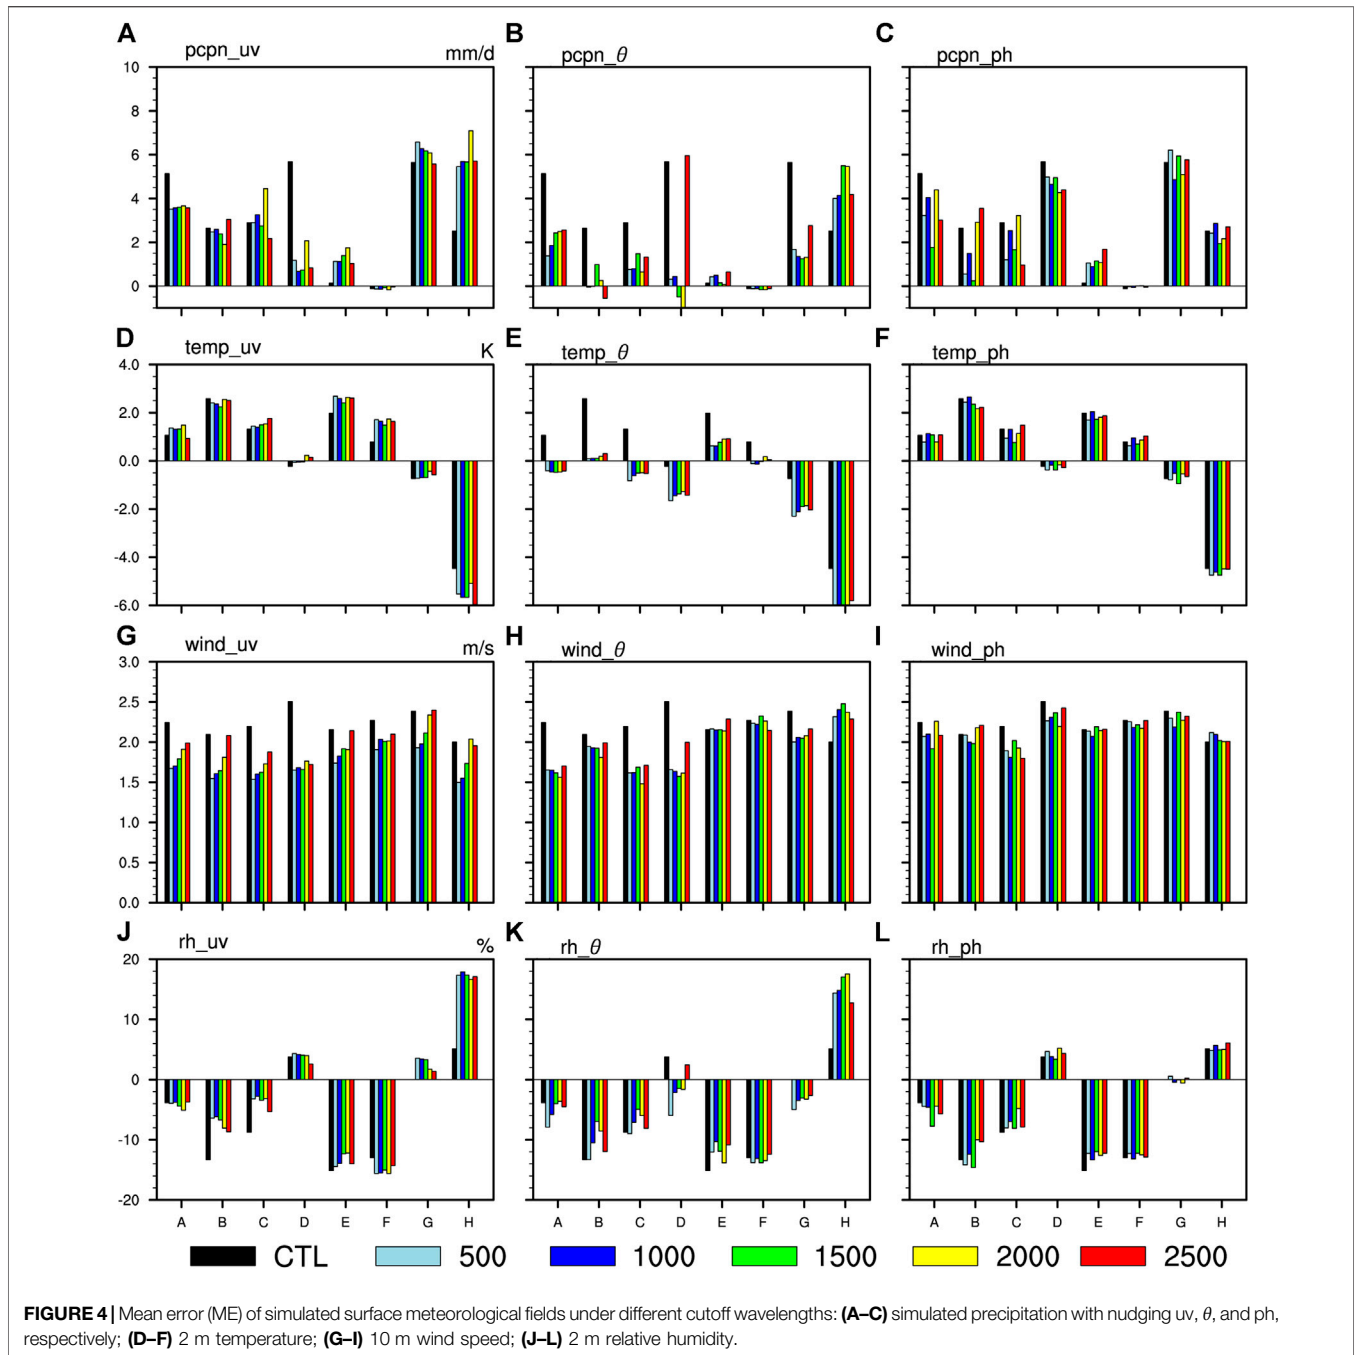 A B C
pcpn_uv mm/d pcpn_θ pcpn_ph
10
8
6
4
2
0
D E F
temp_uv K temp_θ temp_ph
4.0
2.0
0.0
-2.0
-4.0
-6.0
G H I
wind_uv m/s wind_θ wind_ph
3.0
2.5
2.0
1.5
1.0
0.5
0.0
J K L
rh_uv % rh_θ rh_ph
20
10
0
-10
-20
A B C D E F G H A B C D E F G H A B C D E F G H
CTL 500 1000 1500 2000 2500
FIGURE 4 | Mean error (ME) of simulated surface meteorological fields under different cutoff wavelengths: (A–C) simulated precipitation with nudging uv, θ, and ph,
respectively; (D–F) 2 m temperature; (G–I) 10 m wind speed; (J–L) 2 m relative humidity.